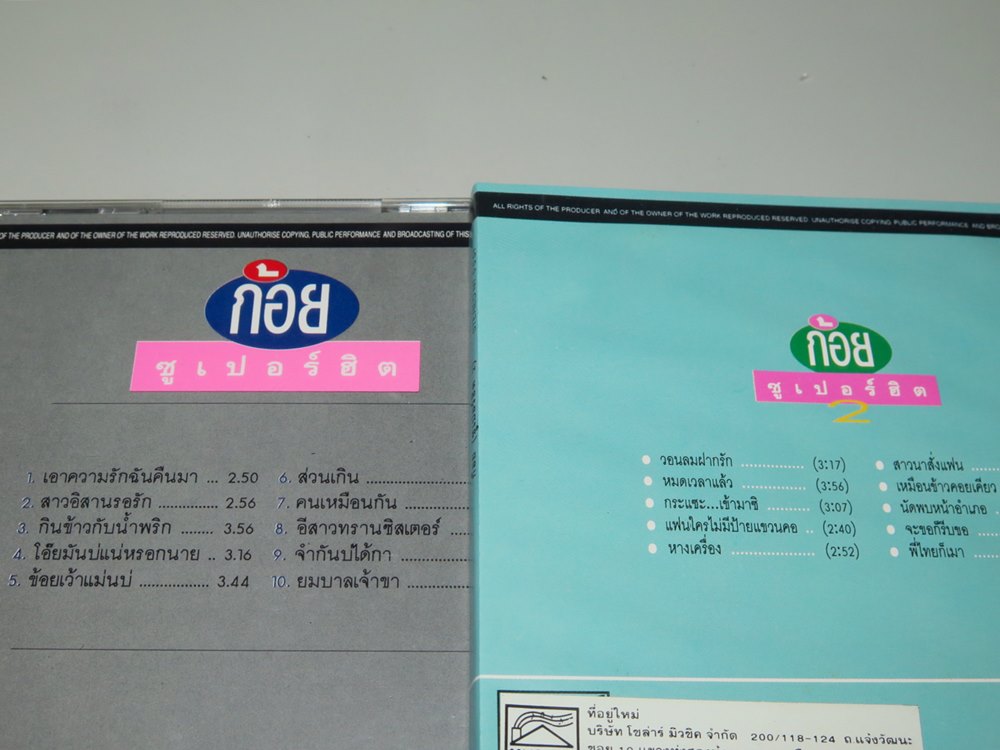 OF THE PRODUCER AND OF THE OWNER OF THE WORK REPRODUCED RESERVED. UNAUTHORISE COPYING, PUBLIC PERFORMANCE AND BROADCASTING OF THIS
ก้อย
ซูเปอร์ฮิต
1. เอาความรักฉันคืนมา ... 2.50
2. สาวอีสานรอรัก .............. 2.56
3. กินข้าวกับน้ำพริก ............ 3.56
4. โอ๊ยมันบ่แน่หรอกนาย .. 3.16
5. ข้อยเว้าแม่นบ่ ................ 3.44
6. ส่วนเกิน
7. คนเหมือนกัน
8. อีสาวทรานซิสเตอร์
9. จำกันบ่ได้กา
10. ยมบาลเจ้าขา
ALL RIGHTS OF THE PRODUCER AND OF THE OWNER OF THE WORK REPRODUCED RESERVED. UNAUTHORISE COPYING, PUBLIC PERFORMANCE AND
ก้อย
ซูเปอร์ฮิต
2
วอนลมฝากรัก ............... (3:17)
หมดเวลาแล้ว ............... (3:56)
กระแซะ...เข้ามาซิ ......... (3:07)
แฟนใครไม่มีป้ายแขวนคอ .. (2:40)
หางเครื่อง .................. (2:52)
สาวนาสั่งแฟน
เหมือนข้าวคอยเคียว
นัดพบหน้าอำเภอ
จะขอก็รีบขอ
พี่ไทยก็เมา
ที่อยู่ใหม่
บริษัท โซล่าร์ มิวซิค จำกัด 200/118-124 ถ.แจ้งวัฒนะ